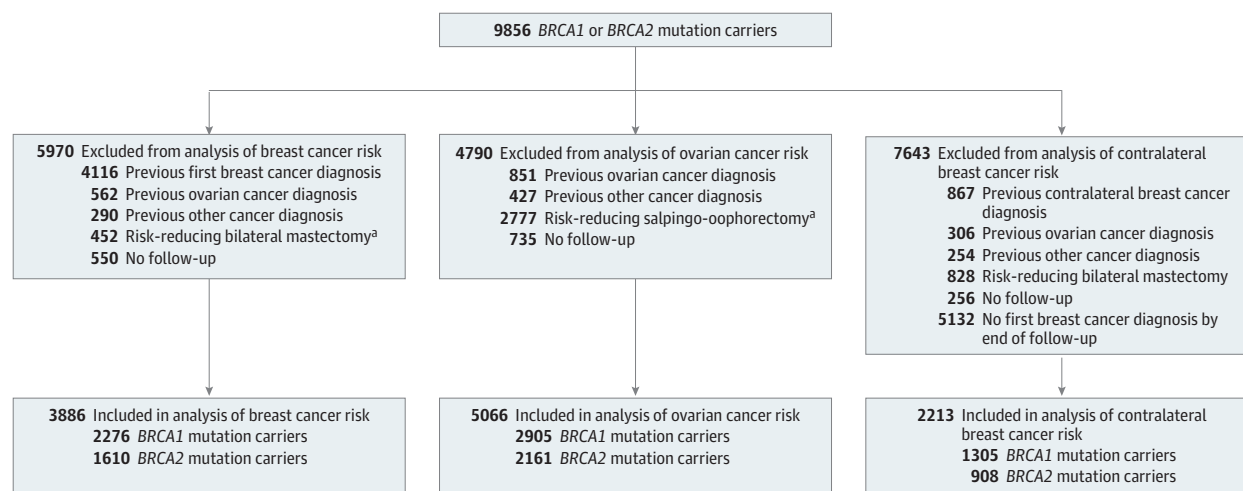 9856 BRCA1 or BRCA2 mutation carriers
5970 Excluded from analysis of breast cancer risk
4116 Previous first breast cancer diagnosis
562 Previous ovarian cancer diagnosis
290 Previous other cancer diagnosis
452 Risk-reducing bilateral mastectomyª
550 No follow-up
4790 Excluded from analysis of ovarian cancer risk
851 Previous ovarian cancer diagnosis
427 Previous other cancer diagnosis
2777 Risk-reducing salpingo-oophorectomyª
735 No follow-up
7643 Excluded from analysis of contralateral
breast cancer risk
867 Previous contralateral breast cancer
diagnosis
306 Previous ovarian cancer diagnosis
254 Previous other cancer diagnosis
828 Risk-reducing bilateral mastectomy
256 No follow-up
5132 No first breast cancer diagnosis by
end of follow-up
3886 Included in analysis of breast cancer risk
2276 BRCA1 mutation carriers
1610 BRCA2 mutation carriers
5066 Included in analysis of ovarian cancer risk
2905 BRCA1 mutation carriers
2161 BRCA2 mutation carriers
2213 Included in analysis of contralateral
breast cancer risk
1305 BRCA1 mutation carriers
908 BRCA2 mutation carriers